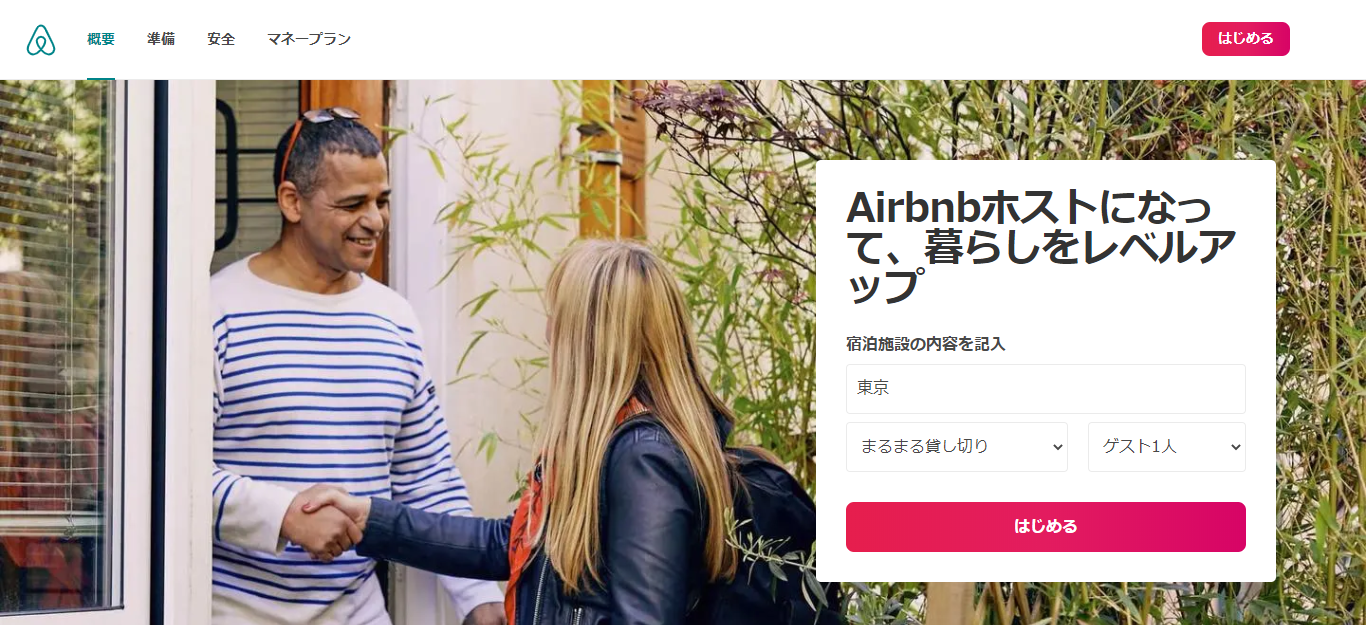 概要
準備
安全
マネープラン
はじめる
Airbnbホストになっ
て、暮らしをレベルア
ップ
宿泊施設の内容を記入
東京
まるまる貸し切り
ゲスト1人
はじめる